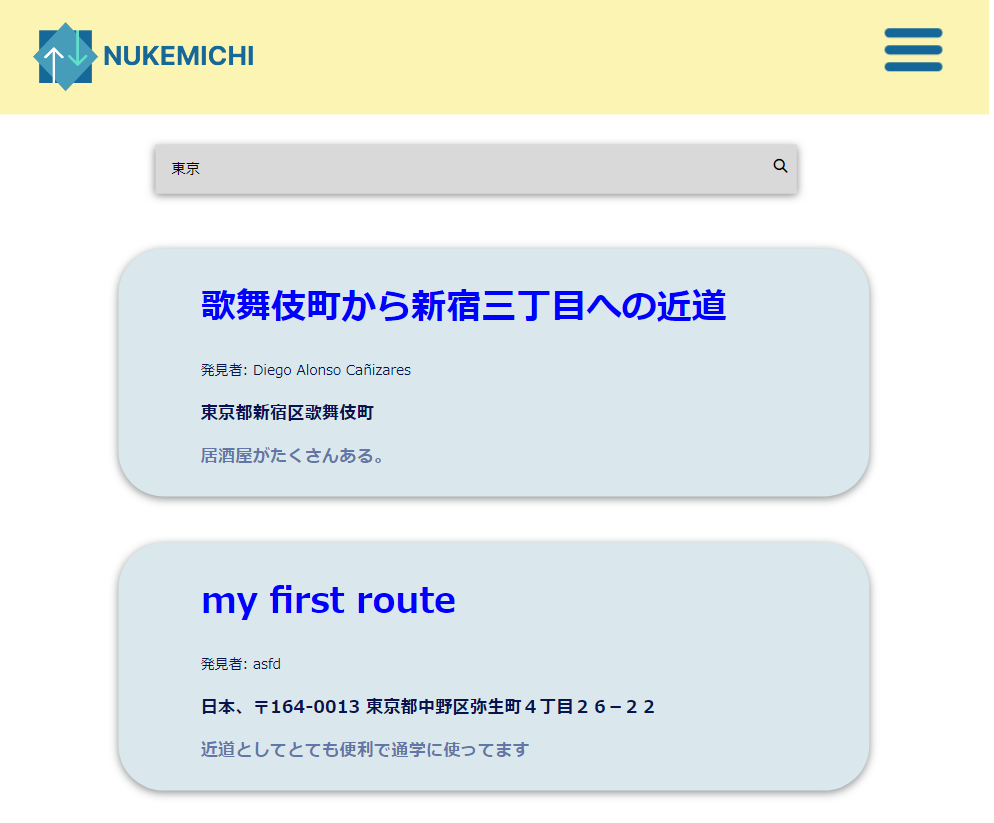 NUKEMICHI
東京
歌舞伎町から新宿三丁目への近道
発見者: Diego Alonso Cañizares
東京都新宿区歌舞伎町
居酒屋がたくさんある。
my first route
発見者: asfd
日本、〒164-0013 東京都中野区弥生町４丁目２６−２２
近道としてとても便利で通学に使ってます